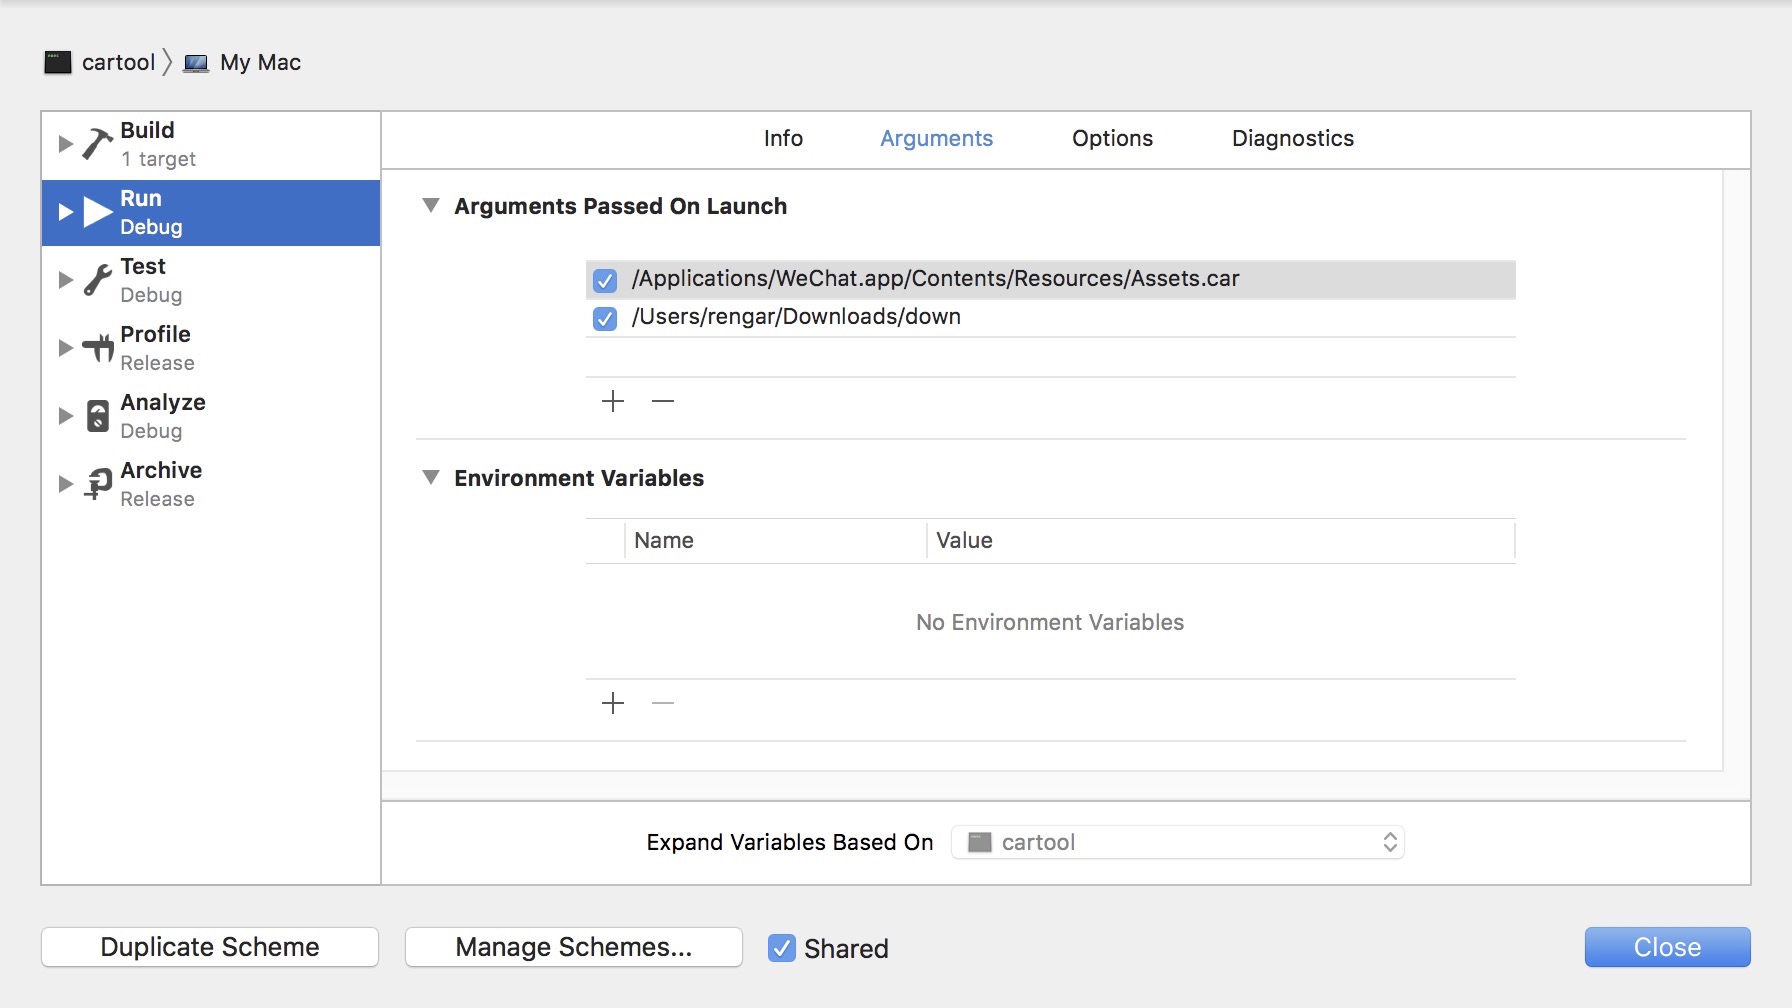 cartool My Mac
Build
1 target
Run
Debug
Test
Debug
Profile
Release
Analyze
Debug
Archive
Release
Info Arguments Options Diagnostics
Arguments Passed On Launch
/Applications/WeChat.app/Contents/Resources/Assets.car
/Users/rengar/Downloads/down
Environment Variables
Name Value
No Environment Variables
Expand Variables Based On cartool
Duplicate Scheme Manage Schemes... Shared Close